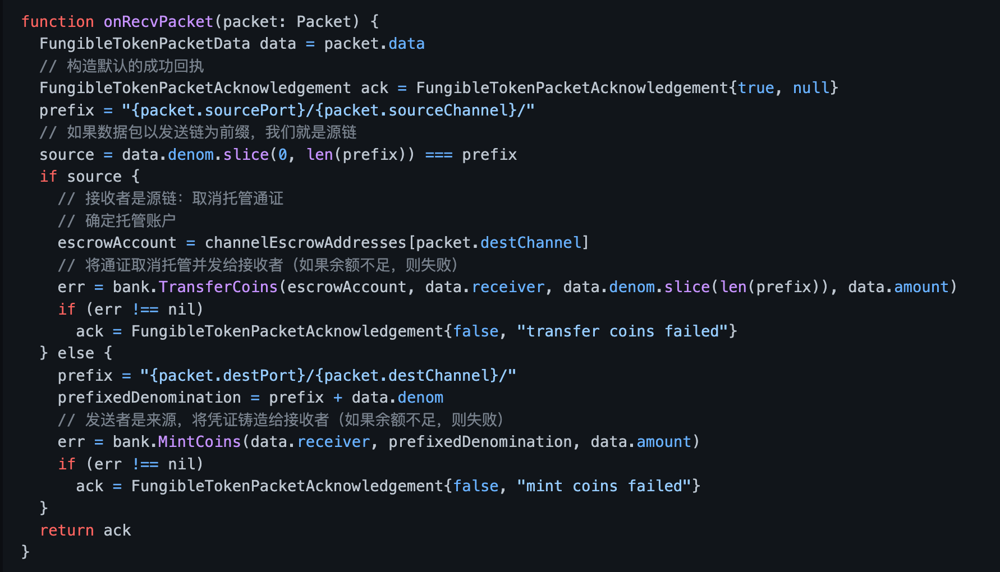 function onRecvPacket(packet: Packet) {
  FungibleTokenPacketData data = packet.data
  // 构造默认的成功回执
  FungibleTokenPacketAcknowledgement ack = FungibleTokenPacketAcknowledgement{true, null}
  prefix = "{packet.sourcePort}/{packet.sourceChannel}/"
  // 如果数据包以发送链为前缀，我们就是源链
  source = data.denom.slice(0, len(prefix)) === prefix
  if source {
    // 接收者是源链：取消托管通证
    // 确定托管账户
    escrowAccount = channelEscrowAddresses[packet.destChannel]
    // 将通证取消托管并发给接收者（如果余额不足，则失败）
    err = bank.TransferCoins(escrowAccount, data.receiver, data.denom.slice(len(prefix)), data.amount)
    if (err !== nil)
      ack = FungibleTokenPacketAcknowledgement{false, "transfer coins failed"}
  } else {
    prefix = "{packet.destPort}/{packet.destChannel}/"
    prefixedDenomination = prefix + data.denom
    // 发送者是来源，将凭证铸造给接收者（如果余额不足，则失败）
    err = bank.MintCoins(data.receiver, prefixedDenomination, data.amount)
    if (err !== nil)
      ack = FungibleTokenPacketAcknowledgement{false, "mint coins failed"}
  }
  return ack
}